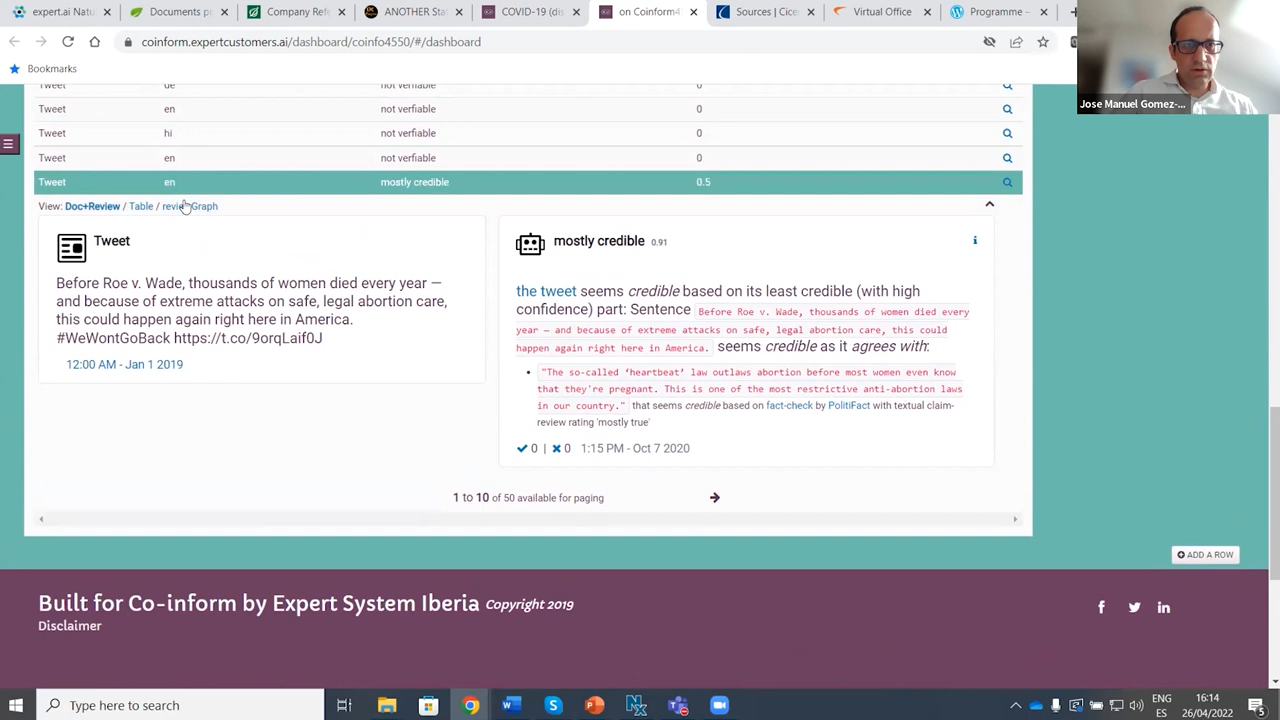 expert.ai Natu
Documents p
Company Ref
ANOTHER Sta
COVID-19 (dis
on Coinform4
Sources | Cice
Virtual Office
Programme –
coinform.expertcustomers.ai/dashboard/coinfo4550/#/dashboard
Bookmarks
Jose Manuel Gomez-...
Tweet de not verfiable 0
Tweet en not verfiable 0
Tweet hi not verfiable 0
Tweet en not verfiable 0
Tweet en mostly credible 0.5
View: Doc+Review / Table / reviewGraph
Tweet
Before Roe v. Wade, thousands of women died every year —
and because of extreme attacks on safe, legal abortion care,
this could happen again right here in America.
#WeWontGoBack https://t.co/9orqLaif0J
12:00 AM - Jan 1 2019
mostly credible 0.91
the tweet seems credible based on its least credible (with high
confidence) part: Sentence Before Roe v. Wade, thousands of women died every
year — and because of extreme attacks on safe, legal abortion care, this could
happen again right here in America. seems credible as it agrees with:
"The so-called ‘heartbeat’ law outlaws abortion before most women even know
that they're pregnant. This is one of the most restrictive anti-abortion laws
in our country." that seems credible based on fact-check by PolitiFact with textual claim-
review rating 'mostly true'
0 | 0 1:15 PM - Oct 7 2020
1 to 10 of 50 available for paging
ADD A ROW
Built for Co-inform by Expert System Iberia Copyright 2019
Disclaimer
Type here to search
ENG
ES
16:14
26/04/2022
5